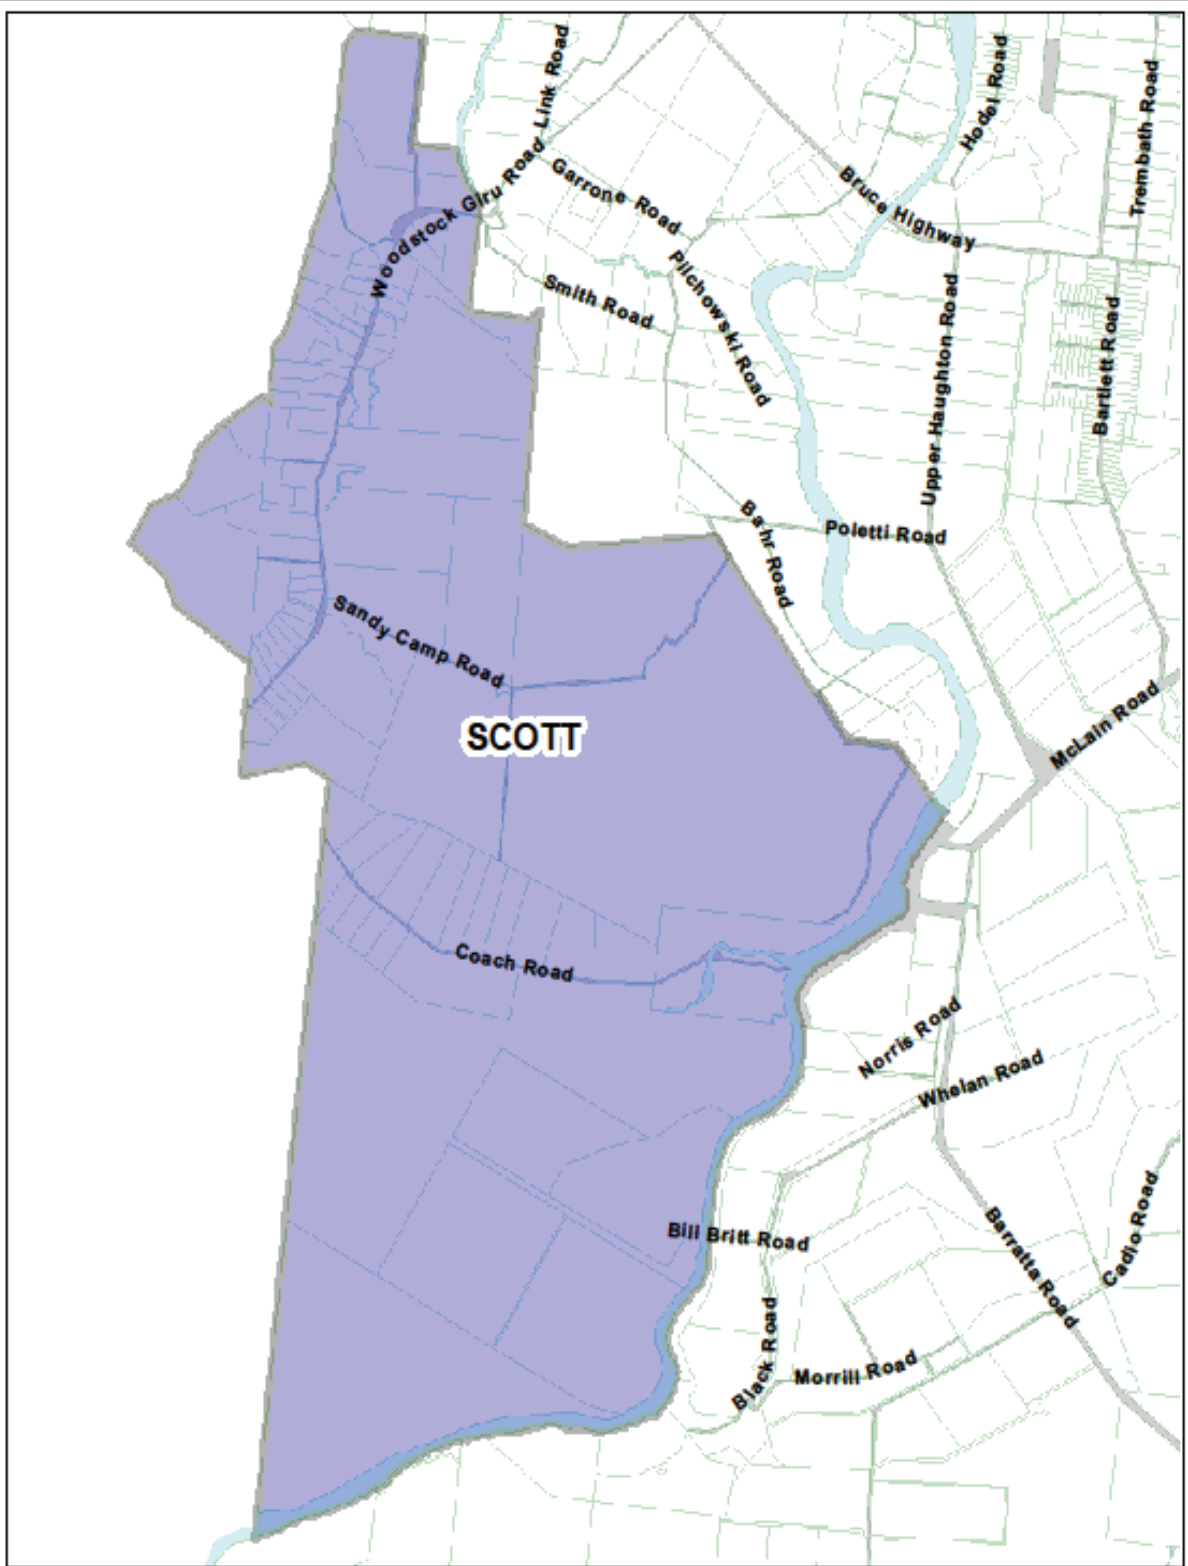 Woodstock Giru Road
Link Road
Hodel Road
Trembath Road
Garrone Road
Bruce Highway
Pilchowski Road
Smith Road
Upper Haughton Road
Bartlett Road
Bahr Road
Poletti Road
Sandy Camp Road
SCOTT
McLain Road
Coach Road
Norris Road
Whelan Road
Bill Britt Road
Barratta Road
Cadio Road
Black Road
Morrill Road